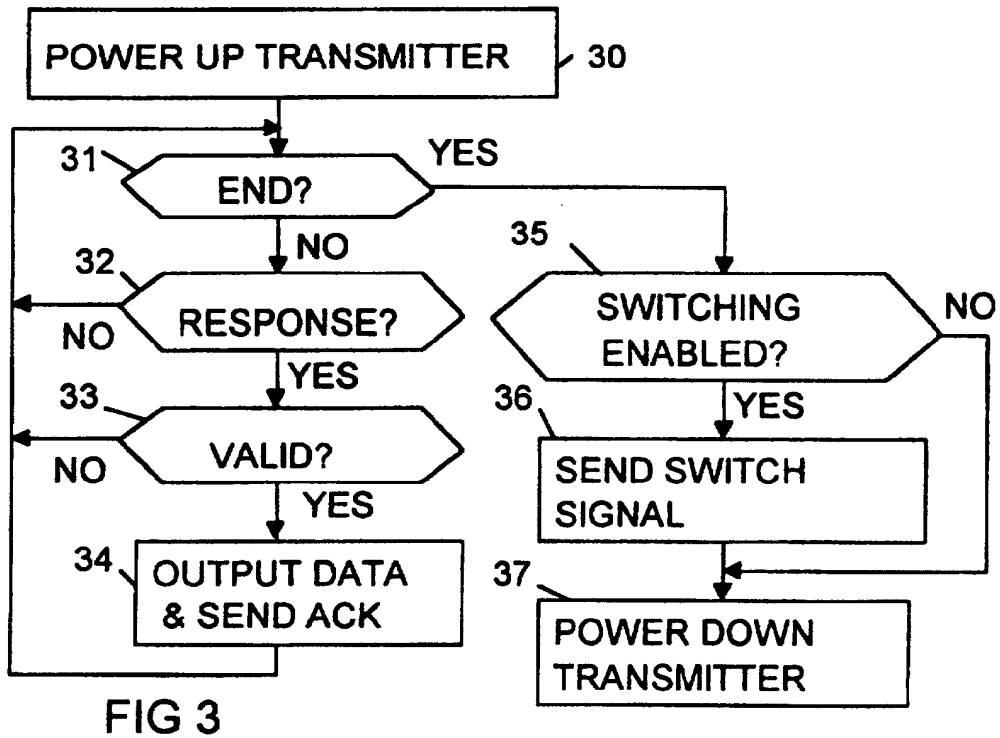 POWER UP TRANSMITTER
30
31
END?
YES
NO
32
RESPONSE?
NO
YES
33
VALID?
NO
YES
34
OUTPUT DATA
& SEND ACK
35
SWITCHING
ENABLED?
NO
YES
36
SEND SWITCH
SIGNAL
37
POWER DOWN
TRANSMITTER
FIG 3